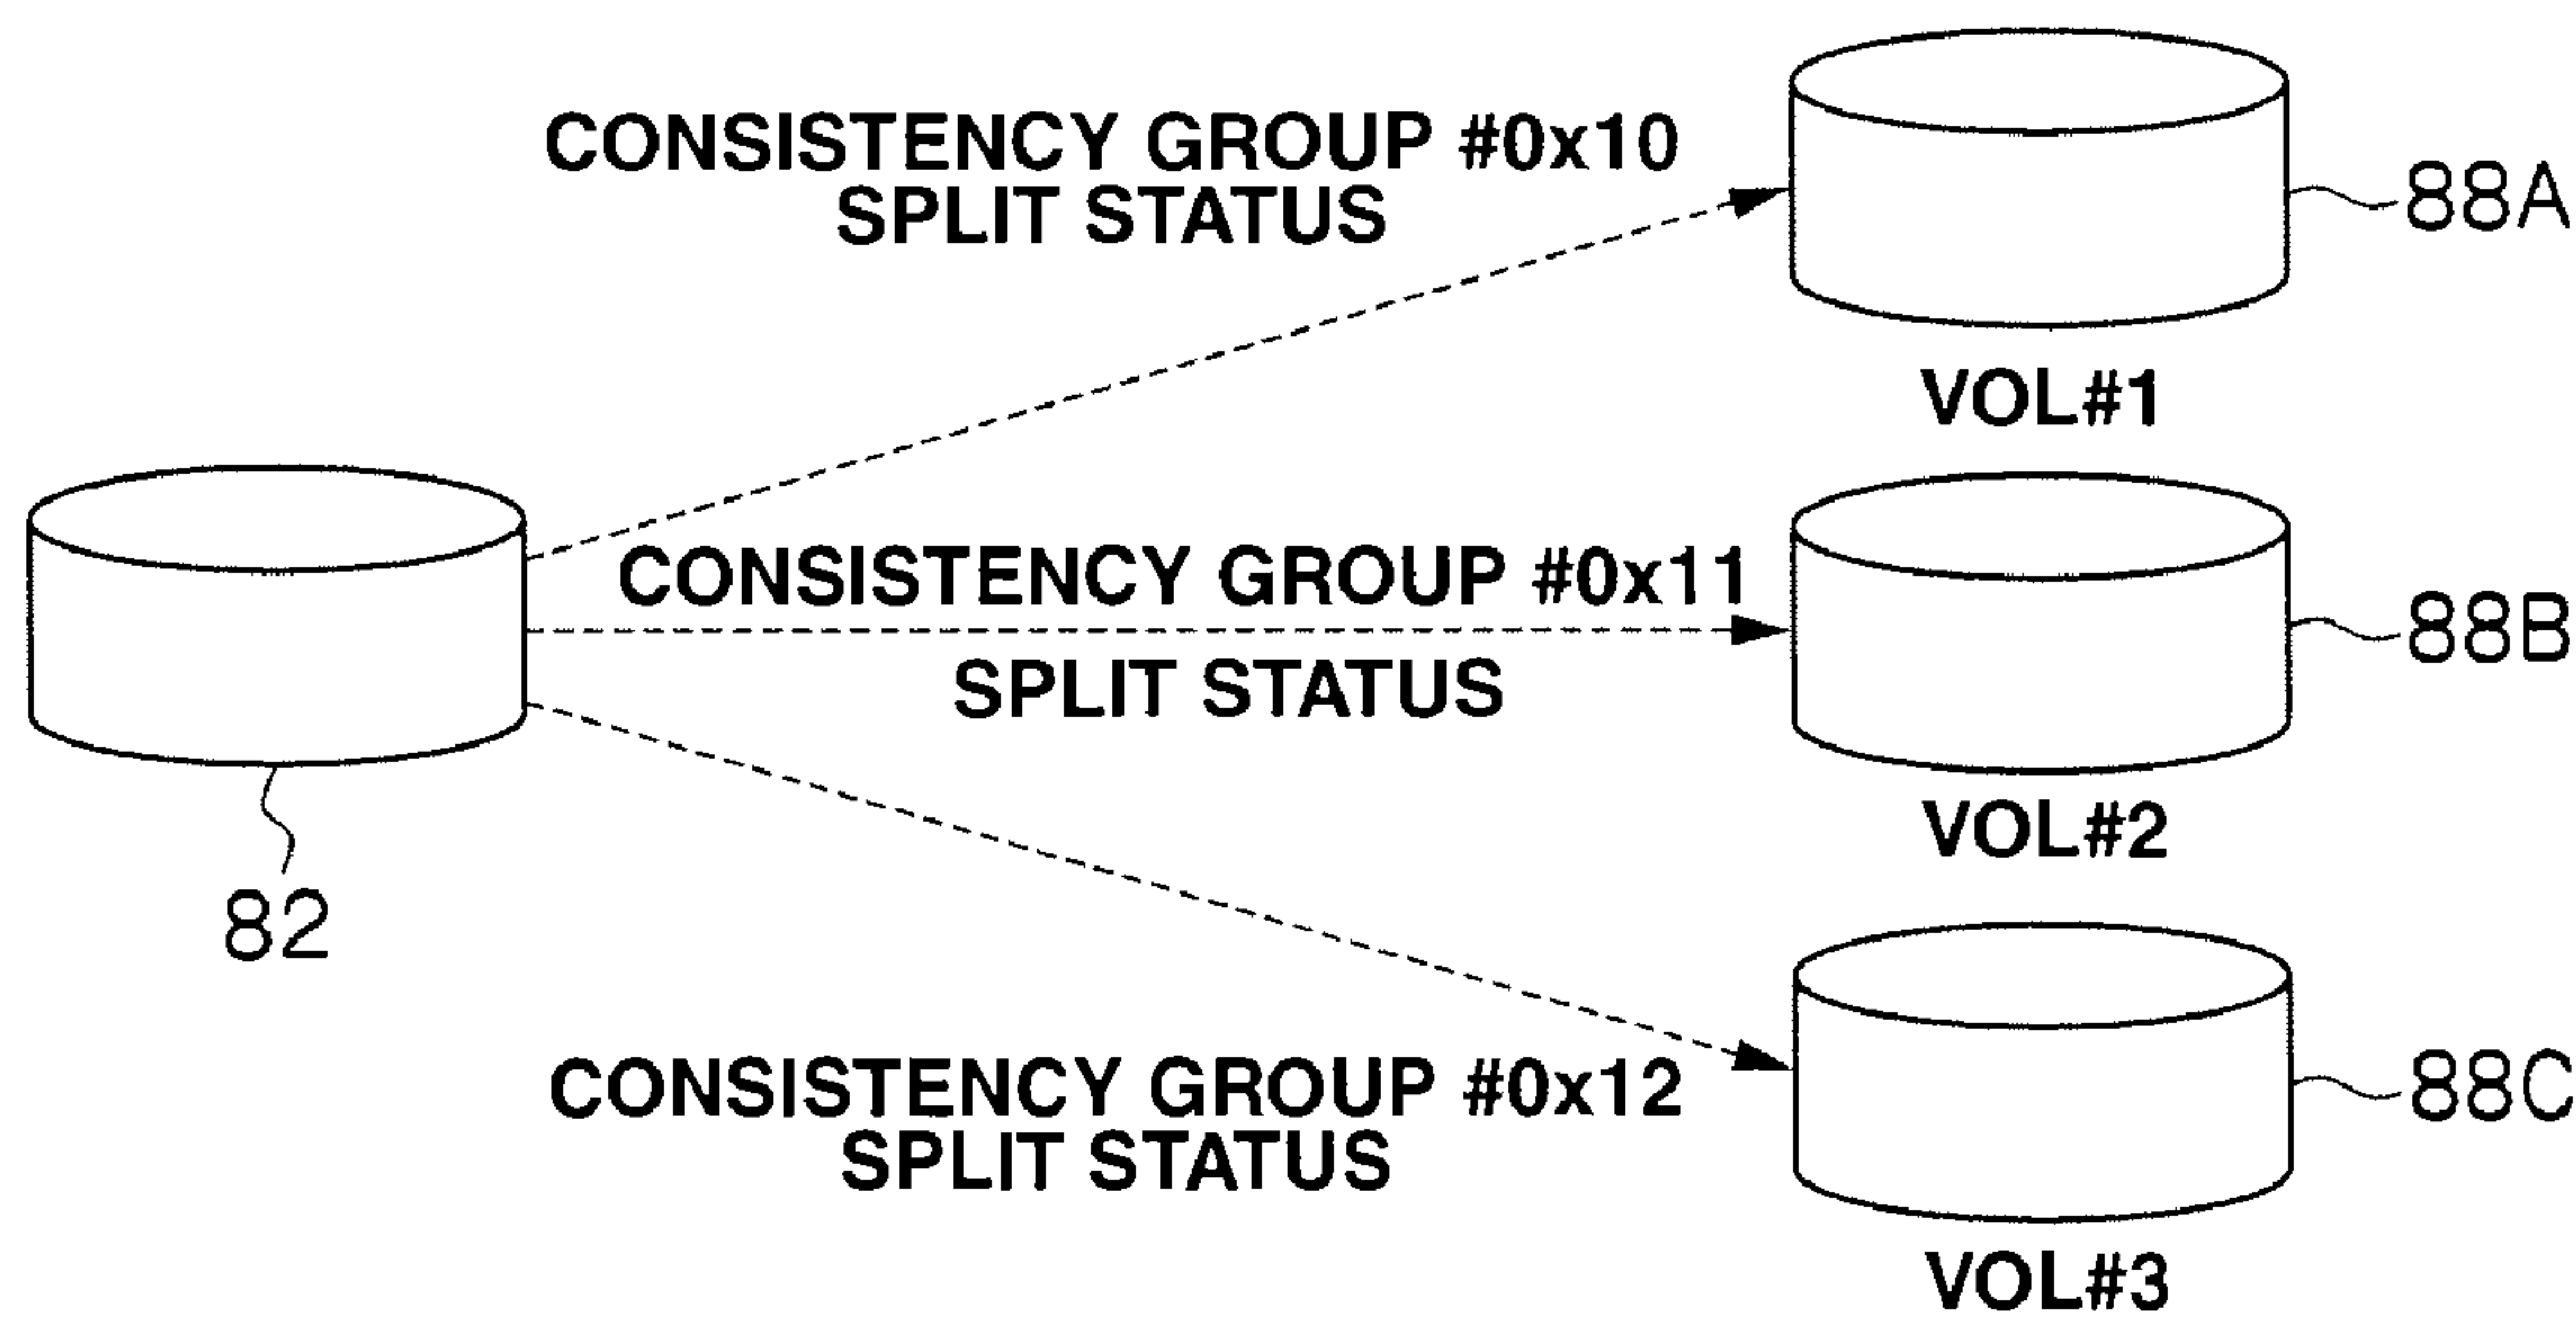 CONSISTENCY GROUP #0x10
SPLIT STATUS
88A
VOL#1
CONSISTENCY GROUP #0x11
SPLIT STATUS
88B
VOL#2
82
CONSISTENCY GROUP #0x12
SPLIT STATUS
88C
VOL#3